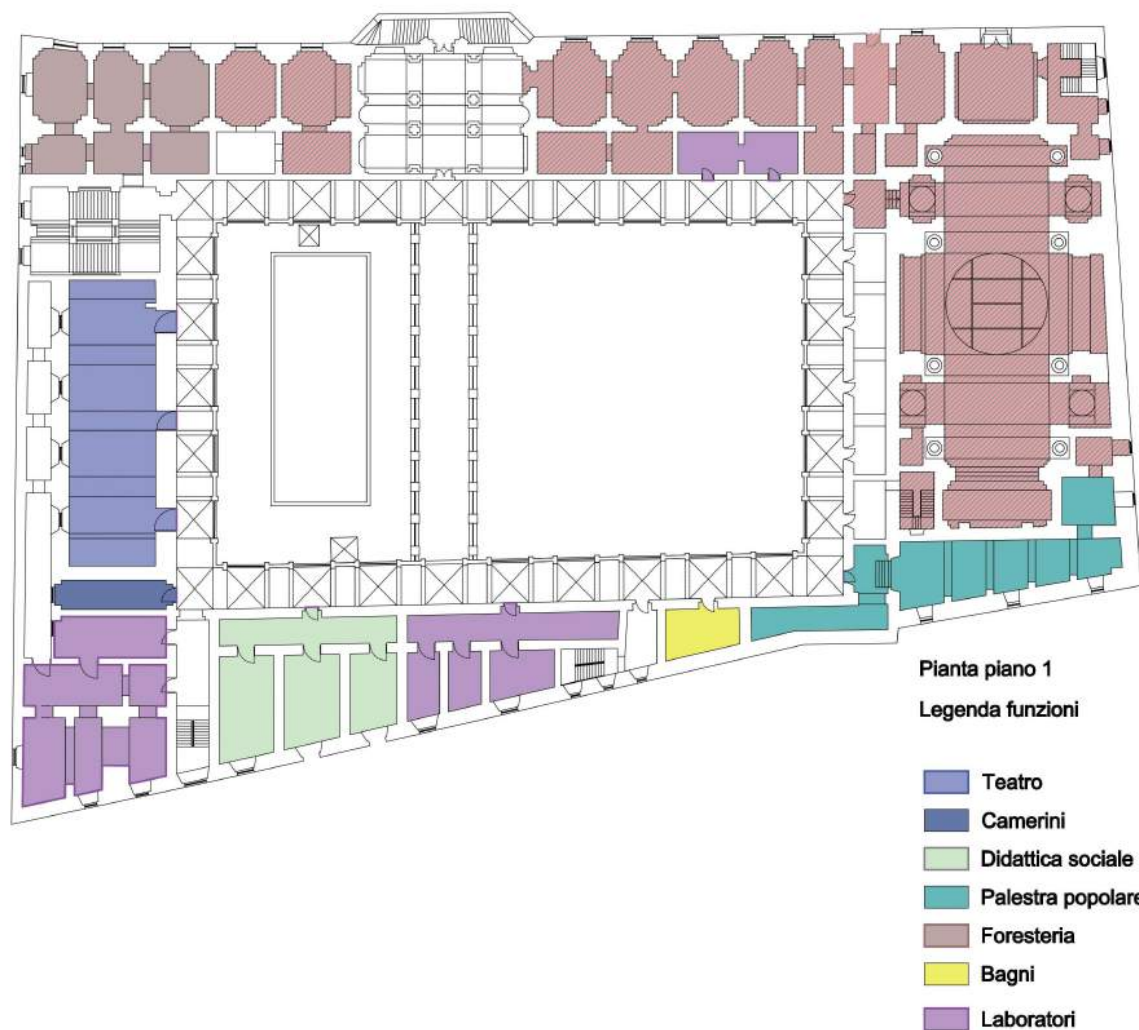 Pianta piano 1
Legenda funzioni
Teatro
Camerini
Didattica sociale
Palestra popolare
Foresteria
Bagni
Laboratori